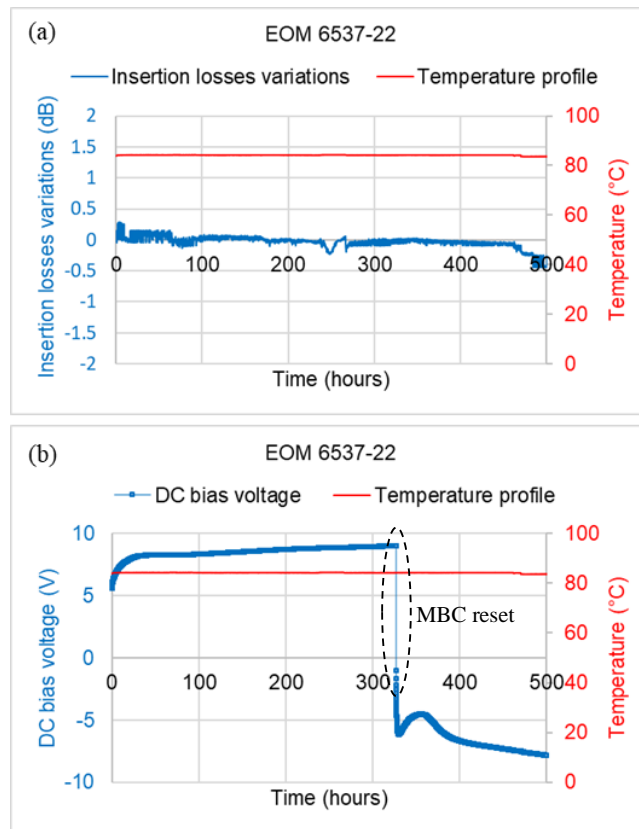 (a)
EOM 6537-22
Insertion losses variations
Temperature profile
Insertion losses variations (dB)
2
1.5
1
0.5
0
-0.5
-1
-1.5
-2
0 100 200 300 400 500
Time (hours)
100
80
60
40
20
0
Temperature (°C)
(b)
EOM 6537-22
DC bias voltage
Temperature profile
DC bias voltage (V)
10
5
0
-5
-10
MBC reset
0 100 200 300 400 500
Time (hours)
100
80
60
40
20
0
Temperature (°C)